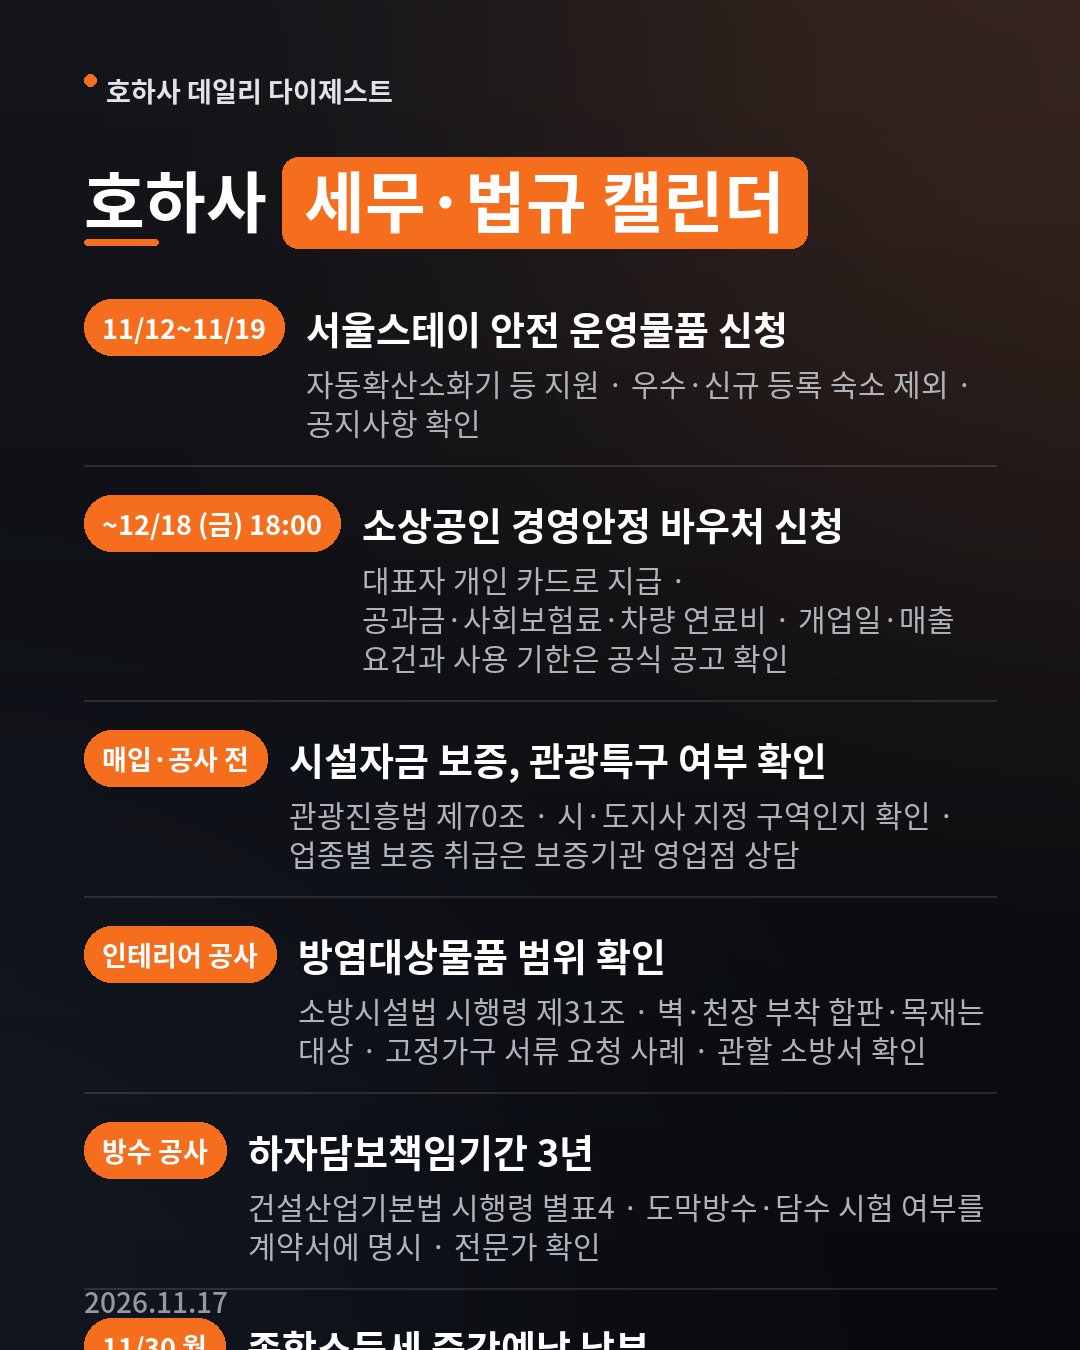 호하사 데일리 다이제스트
호하사 세무·법규 캘린더
11/12~11/19 서울스테이 안전 운영물품 신청
자동확산소화기 등 지원 · 우수·신규 등록 숙소 제외 ·
공지사항 확인
~12/18 (금) 18:00 소상공인 경영안정 바우처 신청
대표자 개인 카드로 지급 ·
공과금·사회보험료·차량 연료비 · 개업일·매출
요건과 사용 기한은 공식 공고 확인
매입·공사 전 시설자금 보증, 관광특구 여부 확인
관광진흥법 제70조 · 시·도지사 지정 구역인지 확인 ·
업종별 보증 취급은 보증기관 영업점 상담
인테리어 공사 방염대상물품 범위 확인
소방시설법 시행령 제31조 · 벽·천장 부착 합판·목재는
대상 · 고정가구 서류 요청 사례 · 관할 소방서 확인
방수 공사 하자담보책임기간 3년
건설산업기본법 시행령 별표4 · 도막방수·담수 시험 여부를
계약서에 명시 · 전문가 확인
2026.11.17
11/30 월 종합소득세 중간예납 납부